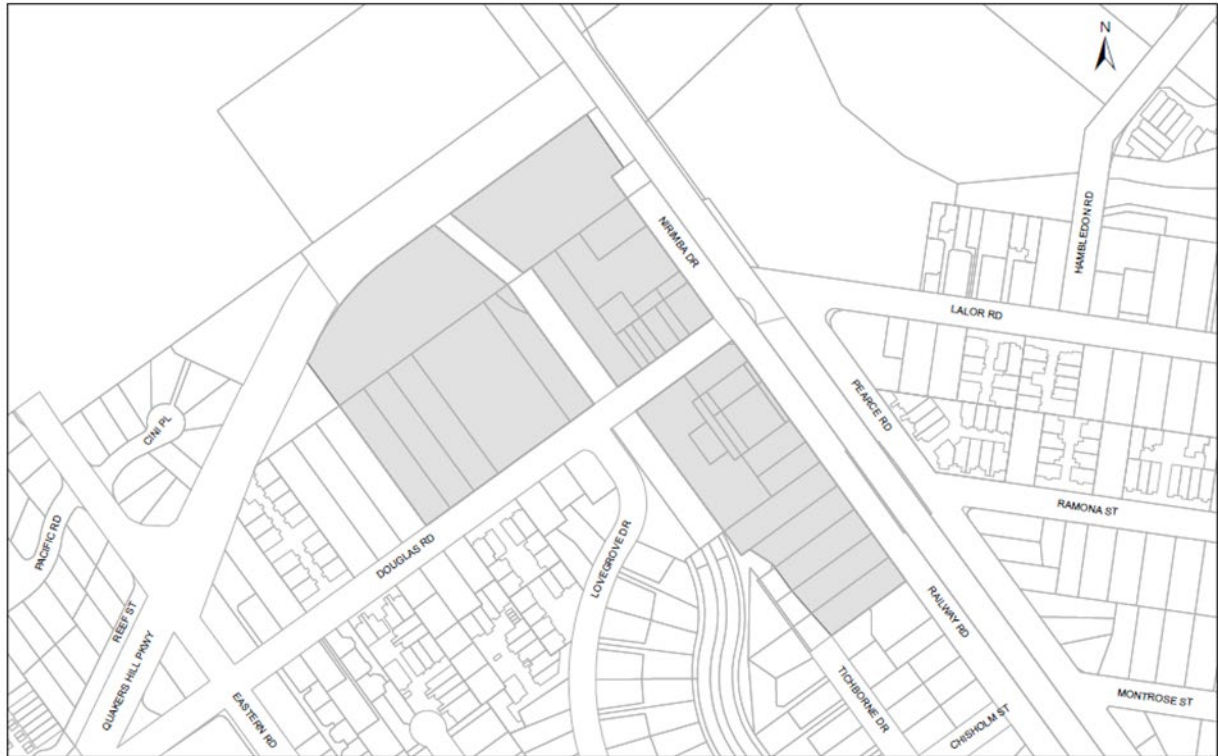 N
NIRIMBA DR
HAMBLEDON RD
LALOR RD
PEARCE RD
CINI PL
RAMONA ST
PACIFIC RD
DOUGLAS RD
LOVEGROVE DR
REEF ST
RAILWAY RD
QUAKERS HILL PKWY
EASTERN RD
TICHBORNE DR
MONTROSE ST
CHISHOLM ST